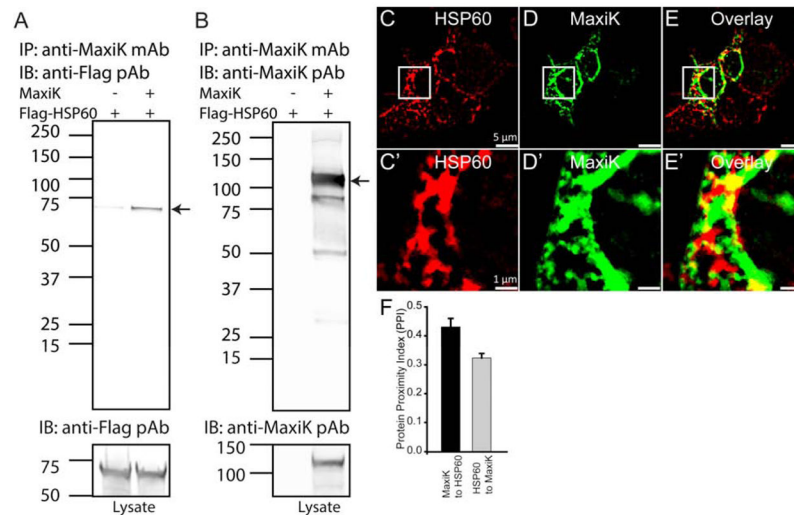 A
IP: anti-MaxiK mAb
IB: anti-Flag pAb
MaxiK - +
Flag-HSP60 + +
250
150
100
75
50
37
25
15
IB: anti-Flag pAb
75
50
Lysate
B
IP: anti-MaxiK mAb
IB: anti-MaxiK pAb
- +
+ +
250
150
100
75
50
37
25
15
IB: anti-MaxiK pAb
150
100
Lysate
C HSP60
5 µm
D MaxiK
E Overlay
C' HSP60
1 µm
D' MaxiK
E' Overlay
F
Protein Proximity Index (PPI)
0.5
0.4
0.3
0.2
0.1
0.0
MaxiK
to HSP60
HSP60
to MaxiK